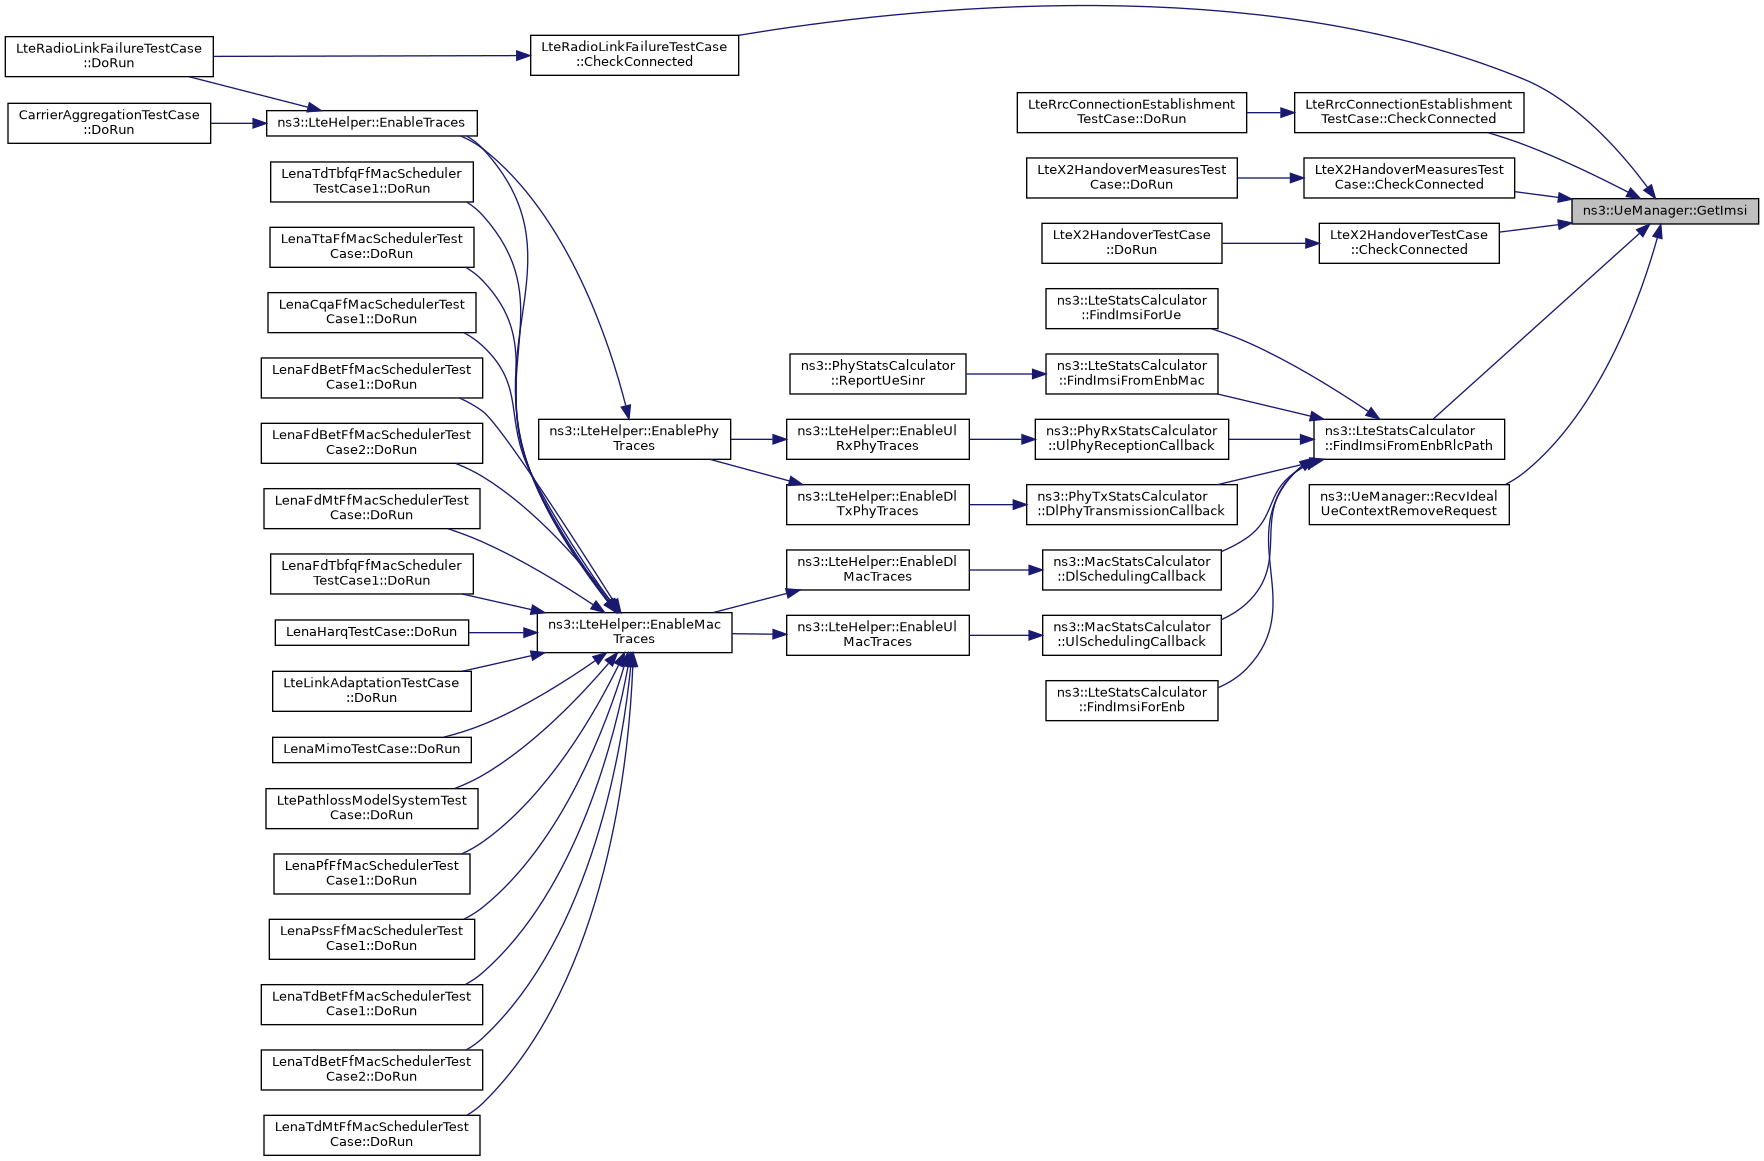 LteRadioLinkFailureTestCase
::DoRun
CarrierAggregationTestCase
::DoRun
ns3::LteHelper::EnableTraces
LenaTdTbfqFfMacScheduler
TestCase1::DoRun
LenaTtaFfMacSchedulerTest
Case::DoRun
LenaCqaFfMacSchedulerTest
Case1::DoRun
LenaFdBetFfMacSchedulerTest
Case1::DoRun
LenaFdBetFfMacSchedulerTest
Case2::DoRun
LenaFdMtFfMacSchedulerTest
Case::DoRun
LenaFdTbfqFfMacScheduler
TestCase1::DoRun
LenaHarqTestCase::DoRun
LteLinkAdaptationTestCase
::DoRun
LenaMimoTestCase::DoRun
LtePathlossModelSystemTest
Case::DoRun
LenaPfFfMacSchedulerTest
Case1::DoRun
LenaPssFfMacSchedulerTest
Case1::DoRun
LenaTdBetFfMacSchedulerTest
Case1::DoRun
LenaTdBetFfMacSchedulerTest
Case2::DoRun
LenaTdMtFfMacSchedulerTest
Case::DoRun
LteRadioLinkFailureTestCase
::CheckConnected
ns3::LteHelper::EnablePhy
Traces
ns3::LteHelper::EnableMac
Traces
ns3::PhyStatsCalculator
::ReportUeSinr
ns3::LteHelper::EnableUl
RxPhyTraces
ns3::LteHelper::EnableDl
TxPhyTraces
ns3::LteHelper::EnableDl
MacTraces
ns3::LteHelper::EnableUl
MacTraces
LteRrcConnectionEstablishment
TestCase::DoRun
LteX2HandoverMeasuresTest
Case::DoRun
LteX2HandoverTestCase
::DoRun
ns3::LteStatsCalculator
::FindImsiForUe
ns3::LteStatsCalculator
::FindImsiFromEnbMac
ns3::PhyRxStatsCalculator
::UlPhyReceptionCallback
ns3::PhyTxStatsCalculator
::DlPhyTransmissionCallback
ns3::MacStatsCalculator
::DlSchedulingCallback
ns3::MacStatsCalculator
::UlSchedulingCallback
ns3::LteStatsCalculator
::FindImsiForEnb
LteRrcConnectionEstablishment
TestCase::CheckConnected
LteX2HandoverMeasuresTest
Case::CheckConnected
LteX2HandoverTestCase
::CheckConnected
ns3::LteStatsCalculator
::FindImsiFromEnbRlcPath
ns3::UeManager::RecvIdeal
UeContextRemoveRequest
ns3::UeManager::GetImsi